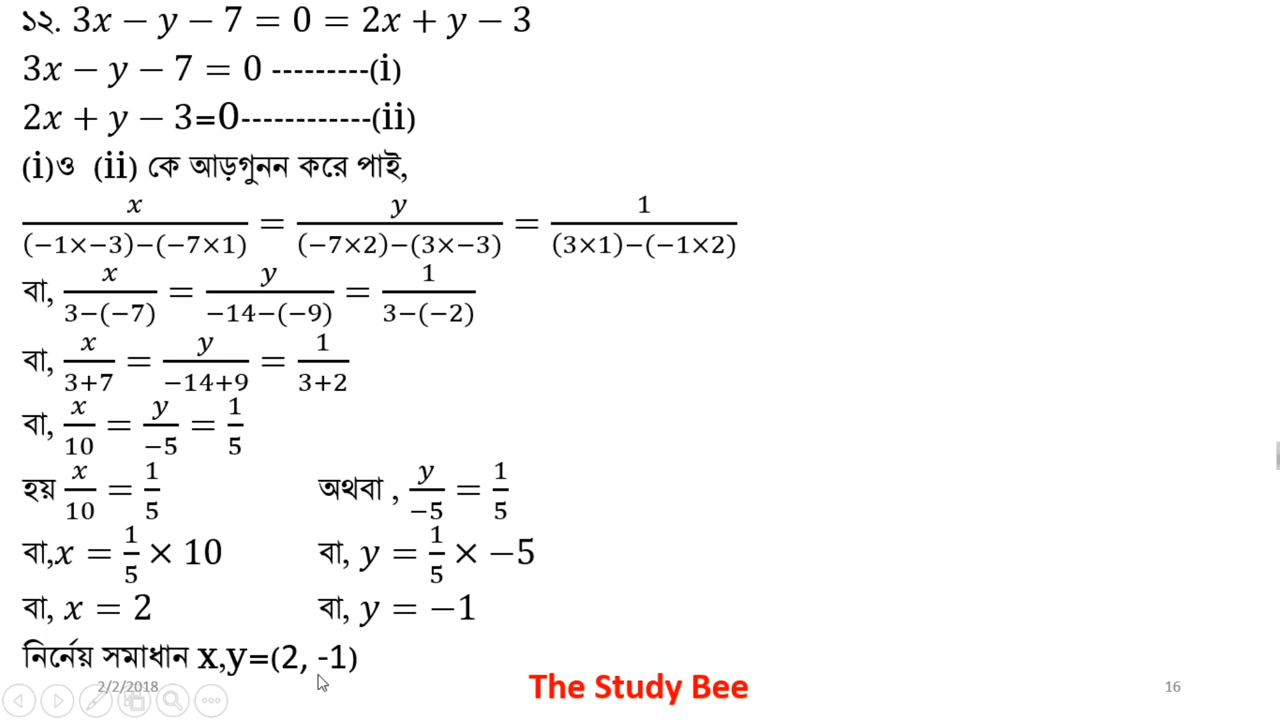 ১২. 3x − y − 7 = 0 = 2x + y − 3
3x − y − 7 = 0 ---------(i)
2x + y − 3=0------------(ii)
(i)ও (ii) কে আড়গুনন করে পাই,
x/((−1×−3)−(−7×1)) = y/((−7×2)−(3×−3)) = 1/((3×1)−(−1×2))
বা, x/(3−(−7)) = y/(−14−(−9)) = 1/(3−(−2))
বা, x/(3+7) = y/(−14+9) = 1/(3+2)
বা, x/10 = y/−5 = 1/5
হয় x/10 = 1/5 অথবা , y/−5 = 1/5
বা,x = 1/5 × 10 বা, y = 1/5 × −5
বা, x = 2 বা, y = −1
নির্নেয় সমাধান x,y=(2, -1)
2/2/2018 The Study Bee 16